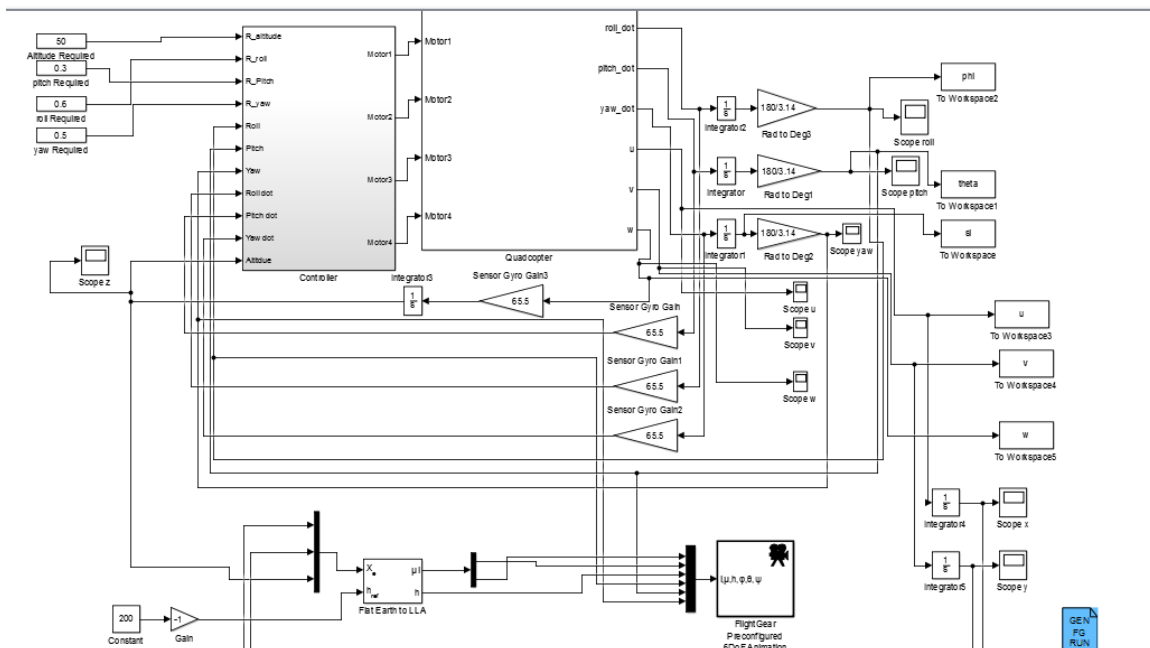 50
Altitude Required
0.3
pitch Required
0.6
roll Required
0.5
yaw Required
R_altitude
R_roll
R_Pitch
R_yaw
Roll
Pitch
Yaw
Roll dot
Pitch dot
Yaw dot
Altitdue
Motor1
Motor2
Motor3
Motor4
Controller
Motor1
Motor2
Motor3
Motor4
roll_dot
pitch_dot
yaw_dot
u
v
w
Quadcopter
1
s
Integrator2
180/3.14
Rad to Deg3
phi
To Workspace2
Scope roll
1
s
Integrator
180/3.14
Rad to Deg1
Scope pitch
theta
To Workspace1
1
s
Integrator1
180/3.14
Rad to Deg2
Scope yaw
si
To Workspace
Scope z
Integrator3
1
s
Sensor Gyro Gain3
65.5
Sensor Gyro Gain
65.5
Sensor Gyro Gain1
65.5
Sensor Gyro Gain2
65.5
Scope u
Scope v
Scope w
u
To Workspace3
v
To Workspace4
w
To Workspace5
1
s
Integrator4
Scope x
1
s
Integrator5
Scope y
Xe
href
μ l
h
Flat Earth to LLA
200
Constant
-1
Gain
l,μ,h,φ,θ,ψ
FlightGear
Preconfigured
6DoF Animation
GEN
FG
RUN